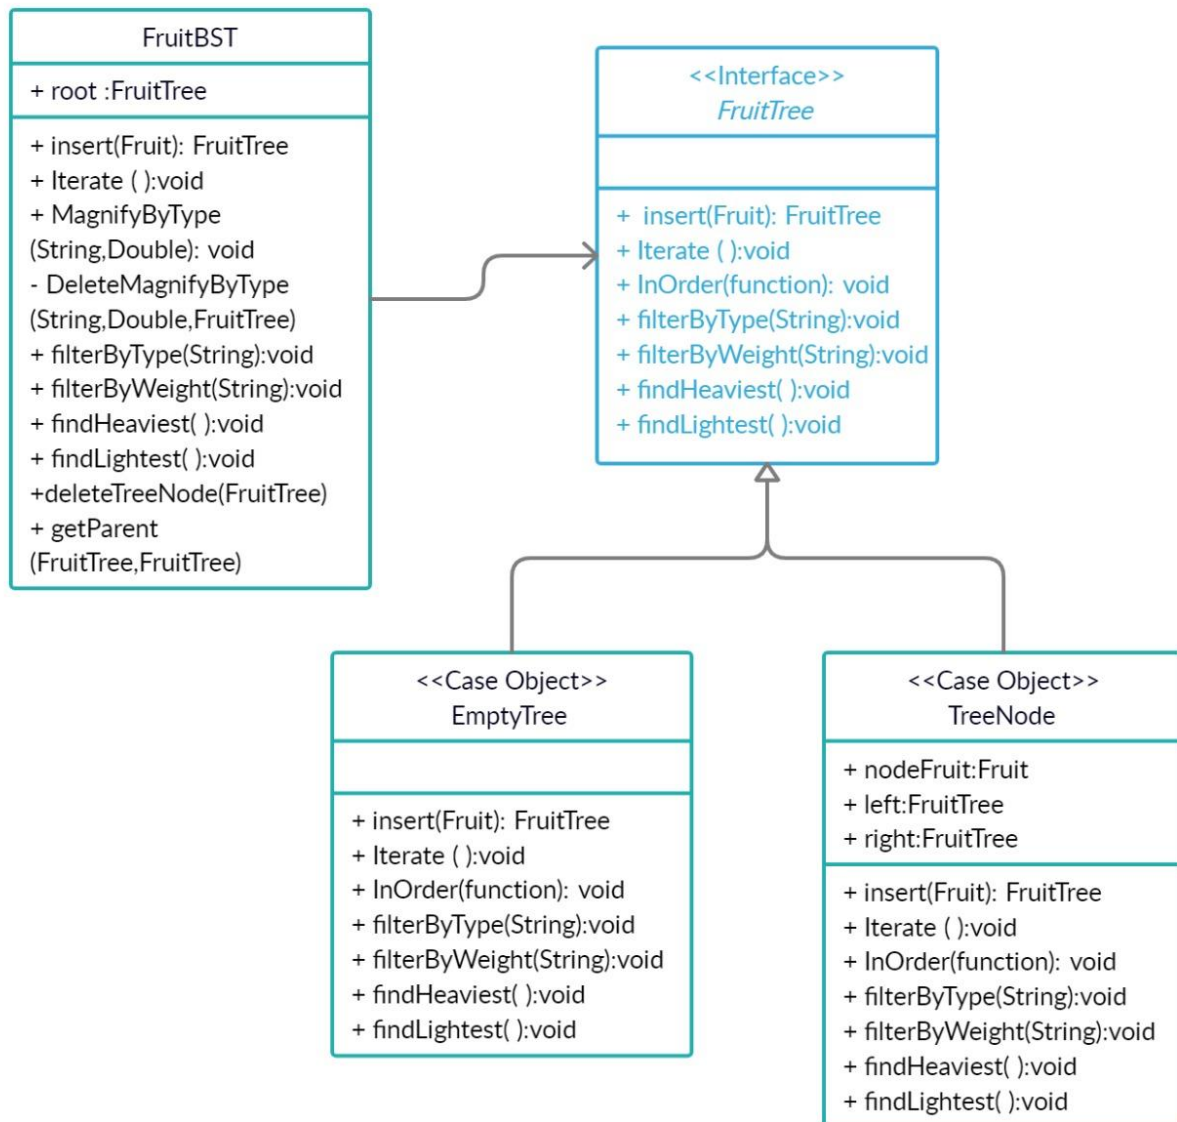 FruitBST
+ root :FruitTree
+ insert(Fruit): FruitTree
+ Iterate ( ):void
+ MagnifyByType
(String,Double): void
- DeleteMagnifyByType
(String,Double,FruitTree)
+ filterByType(String):void
+ filterByWeight(String):void
+ findHeaviest( ):void
+ findLightest( ):void
+deleteTreeNode(FruitTree)
+ getParent
(FruitTree,FruitTree)
<<Interface>>
FruitTree
+ insert(Fruit): FruitTree
+ Iterate ( ):void
+ InOrder(function): void
+ filterByType(String):void
+ filterByWeight(String):void
+ findHeaviest( ):void
+ findLightest( ):void
<<Case Object>>
EmptyTree
+ insert(Fruit): FruitTree
+ Iterate ( ):void
+ InOrder(function): void
+ filterByType(String):void
+ filterByWeight(String):void
+ findHeaviest( ):void
+ findLightest( ):void
<<Case Object>>
TreeNode
+ nodeFruit:Fruit
+ left:FruitTree
+ right:FruitTree
+ insert(Fruit): FruitTree
+ Iterate ( ):void
+ InOrder(function): void
+ filterByType(String):void
+ filterByWeight(String):void
+ findHeaviest( ):void
+ findLightest( ):void